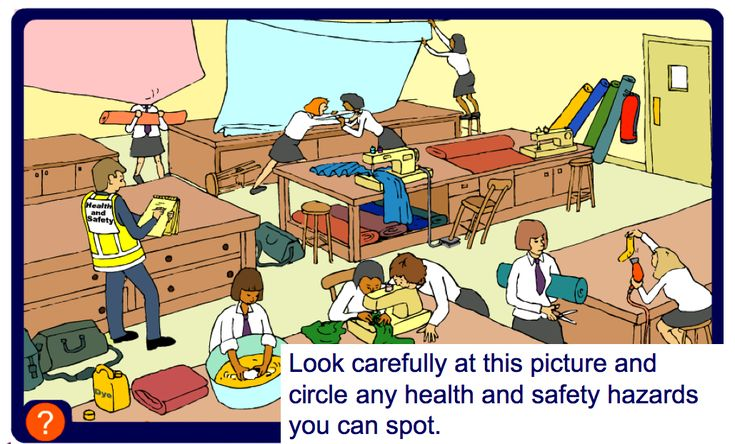 Health
and
Safety
Dye
Look carefully at this picture and
circle any health and safety hazards
you can spot.
?